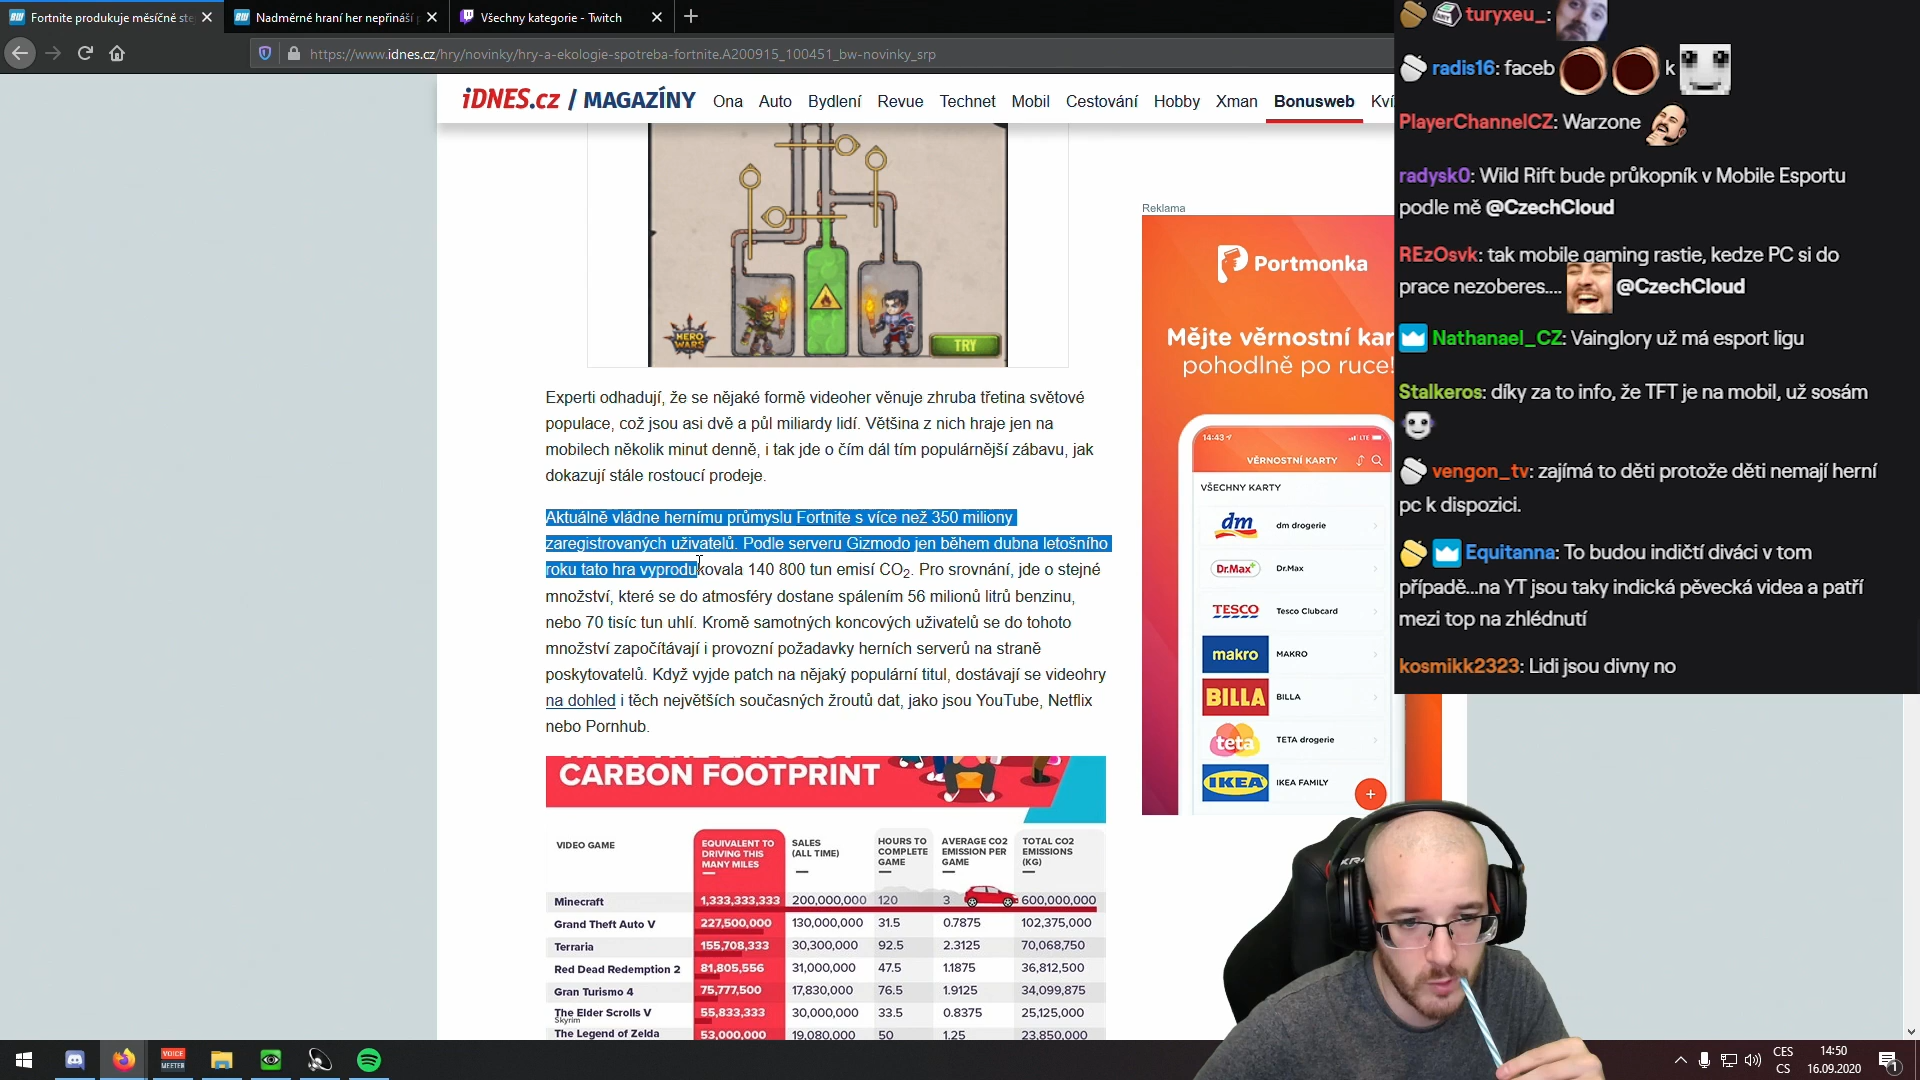 Fortnite produkuje měsíčně ste
Nadměrné hraní her nepřináší p
Všechny kategorie - Twitch
https://www.idnes.cz/hry/novinky/hry-a-ekologie-spotreba-fortnite.A200915_100451_bw-novinky_srp
iDNES.cz / MAGAZÍNY
Ona Auto Bydlení Revue Technet Mobil Cestování Hobby Xman Bonusweb Kví
HERO WARS
TRY
Experti odhadují, že se nějaké formě videoher věnuje zhruba třetina světové
populace, což jsou asi dvě a půl miliardy lidí. Většina z nich hraje jen na
mobilech několik minut denně, i tak jde o čím dál tím populárnější zábavu, jak
dokazují stále rostoucí prodeje.
Aktuálně vládne hernímu průmyslu Fortnite s více než 350 miliony
zaregistrovaných uživatelů. Podle serveru Gizmodo jen během dubna letošního
roku tato hra vyprodukovala 140 800 tun emisí CO2. Pro srovnání, jde o stejné
množství, které se do atmosféry dostane spálením 56 milionů litrů benzinu,
nebo 70 tisíc tun uhlí. Kromě samotných koncových uživatelů se do tohoto
množství započítávají i provozní požadavky herních serverů na straně
poskytovatelů. Když vyjde patch na nějaký populární titul, dostávají se videohry
na dohled i těch největších současných žroutů dat, jako jsou YouTube, Netflix
nebo Pornhub.
CARBON FOOTPRINT
VIDEO GAME
EQUIVALENT TO
DRIVING THIS
MANY MILES
SALES
(ALL TIME)
HOURS TO
COMPLETE
GAME
AVERAGE CO2
EMISSION PER
GAME
TOTAL CO2
EMISSIONS
(KG)
Minecraft 1,333,333,333 200,000,000 120 3 600,000,000
Grand Theft Auto V 227,500,000 130,000,000 31.5 0.7875 102,375,000
Terraria 155,708,333 30,300,000 92.5 2.3125 70,068,750
Red Dead Redemption 2 81,805,556 31,000,000 47.5 1.1875 36,812,500
Gran Turismo 4 75,777,500 17,830,000 76.5 1.9125 34,099,875
The Elder Scrolls V 55,833,333 30,000,000 33.5 0.8375 25,125,000
Skyrim
The Legend of Zelda 53,000,000 19,080,000 50 1.25 23,850,000
Reklama
Portmonka
Mějte věrnostní kar
pohodlně po ruce!
14:43
LTE
VĚRNOSTNÍ KARTY
VŠECHNY KARTY
dm dm drogerie
Dr.Max Dr.Max
TESCO Tesco Clubcard
makro MAKRO
BILLA BILLA
teta TETA drogerie
IKEA IKEA FAMILY
+
turyxeu_:
radis16: faceb k
PlayerChannelCZ: Warzone
radysk0: Wild Rift bude průkopník v Mobile Esportu
podle mě @CzechCloud
REzOsvk: tak mobile gaming rastie, kedze PC si do
prace nezoberes.... @CzechCloud
Nathanael_CZ: Vainglory už má esport ligu
Stalkeros: díky za to info, že TFT je na mobil, už sosám
vengon_tv: zajímá to děti protože děti nemají herní
pc k dispozici.
Equitanna: To budou indičtí diváci v tom
případě...na YT jsou taky indická pěvecká videa a patří
mezi top na zhlédnutí
kosmikk2323: Lidi jsou divny no
VOICE
MEETER
CES
CS
14:50
16.09.2020
1